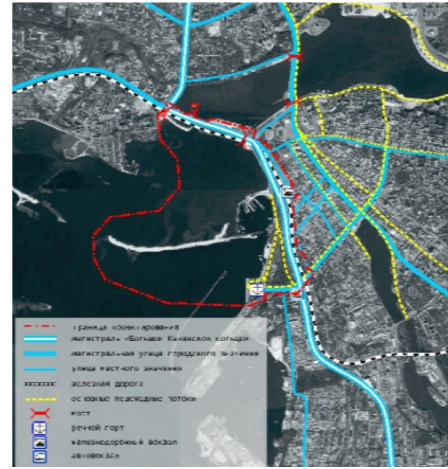 граница проектирования
магистраль «Большое Казанское кольцо»
магистральная улица городского значения
улица местного значения
железная дорога
основные пешеходные потоки
мост
речной порт
железнодорожный вокзал
автовокзал